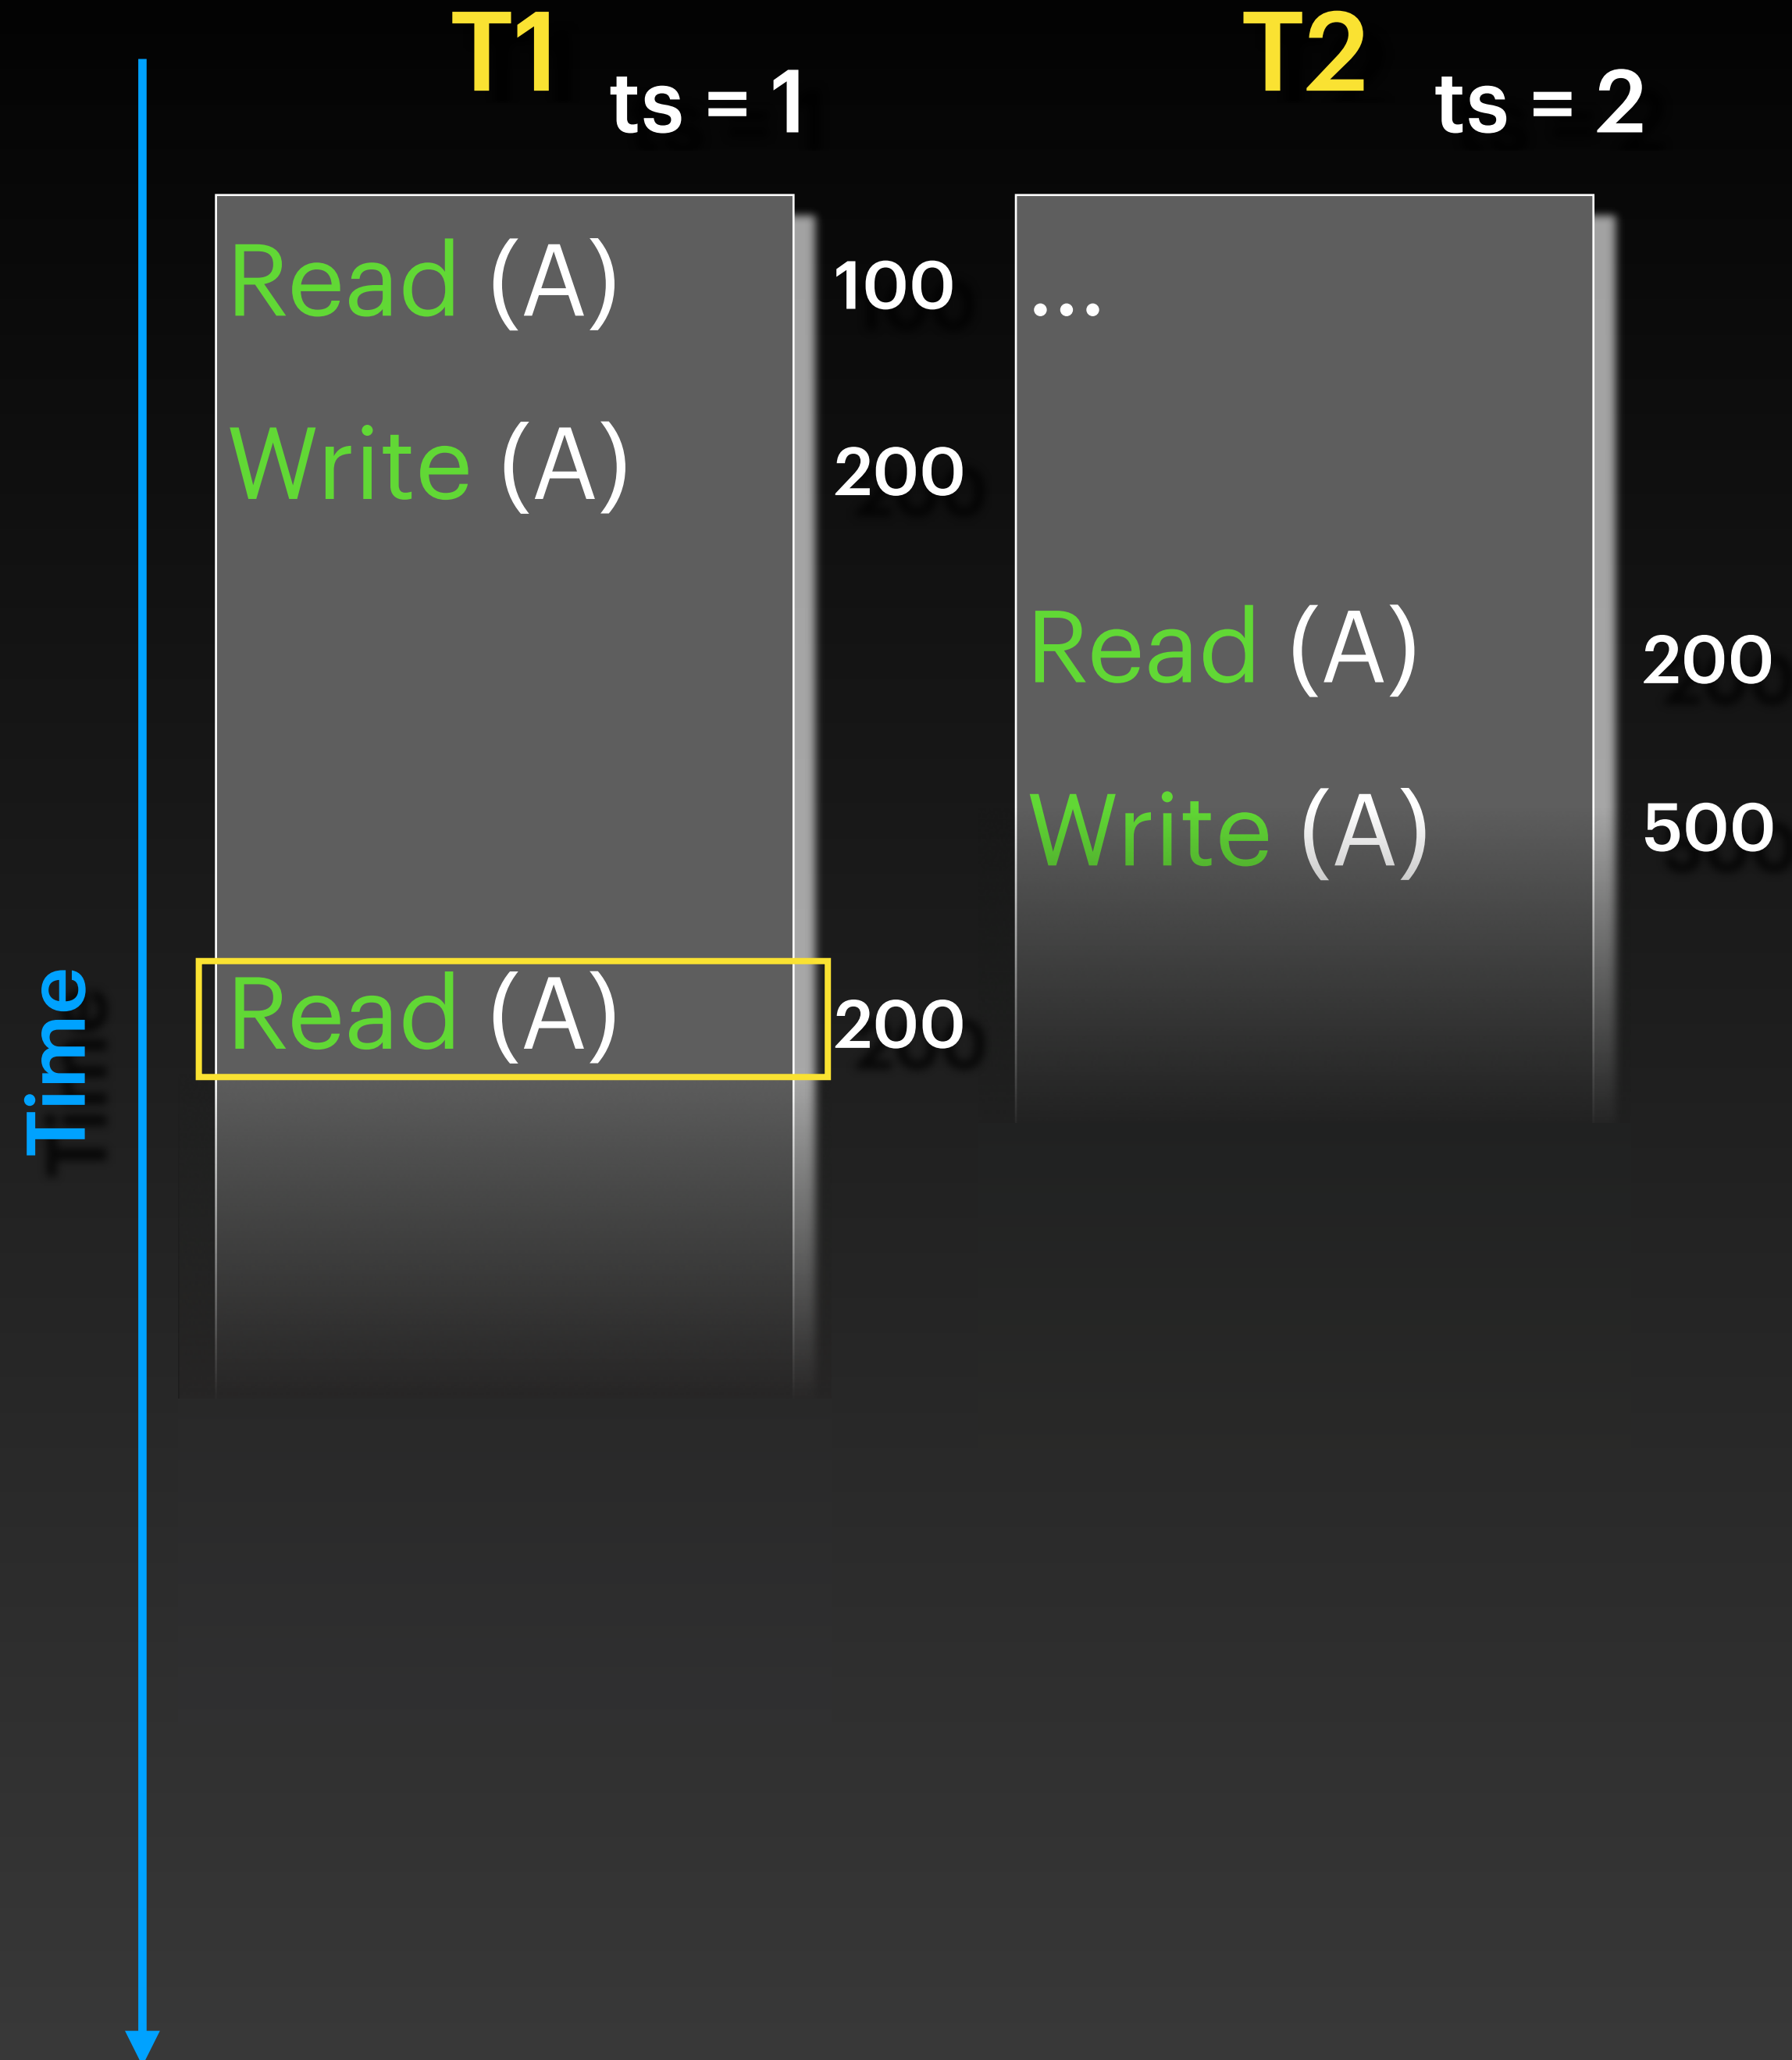 T1 ts = 1
T2 ts = 2
Read (A) 100
...
Write (A) 200
Read (A) 200
Write (A) 500
Read (A) 200
Time